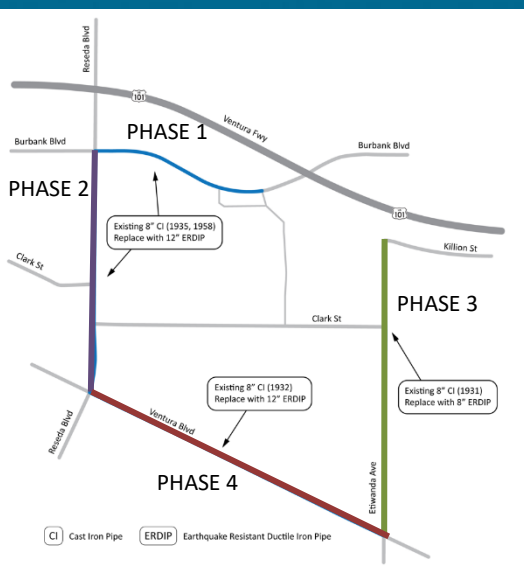 Reseda Blvd
101
PHASE 1
Ventura Fwy
Burbank Blvd
Burbank Blvd
PHASE 2
101
Existing 8" CI (1935, 1958)
Replace with 12" ERDIP
Killion St
Clark St
PHASE 3
Clark St
Existing 8" CI (1932)
Replace with 12" ERDIP
Existing 8" CI (1931)
Replace with 8" ERDIP
Ventura Blvd
Reseda Blvd
PHASE 4
Etiwanda Ave
CI Cast Iron Pipe ERDIP Earthquake Resistant Ductile Iron Pipe